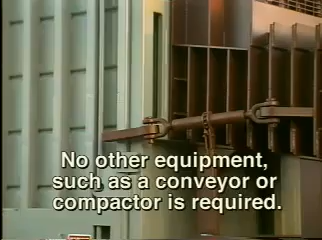 No other equipment,
such as a conveyor or
compactor is required.